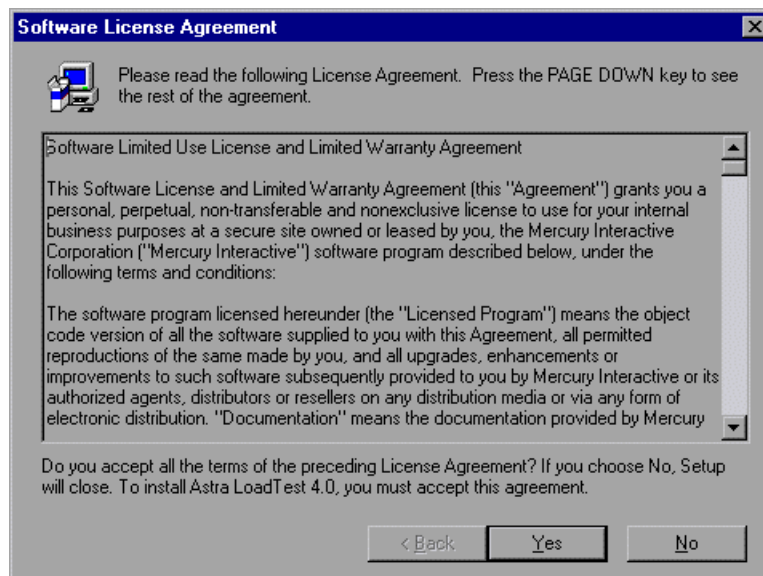 Software License Agreement
Please read the following License Agreement. Press the PAGE DOWN key to see
the rest of the agreement.
Software Limited Use License and Limited Warranty Agreement
This Software License and Limited Warranty Agreement (this "Agreement") grants you a
personal, perpetual, non-transferable and nonexclusive license to use for your internal
business purposes at a secure site owned or leased by you, the Mercury Interactive
Corporation ("Mercury Interactive") software program described below, under the
following terms and conditions:
The software program licensed hereunder (the "Licensed Program") means the object
code version of all the software supplied to you with this Agreement, all permitted
reproductions of the same made by you, and all upgrades, enhancements or
improvements to such software subsequently provided to you by Mercury Interactive or its
authorized agents, distributors or resellers on any distribution media or via any form of
electronic distribution. "Documentation" means the documentation provided by Mercury
Do you accept all the terms of the preceding License Agreement? If you choose No, Setup
will close. To install Astra LoadTest 4.0, you must accept this agreement.
< Back
Yes
No